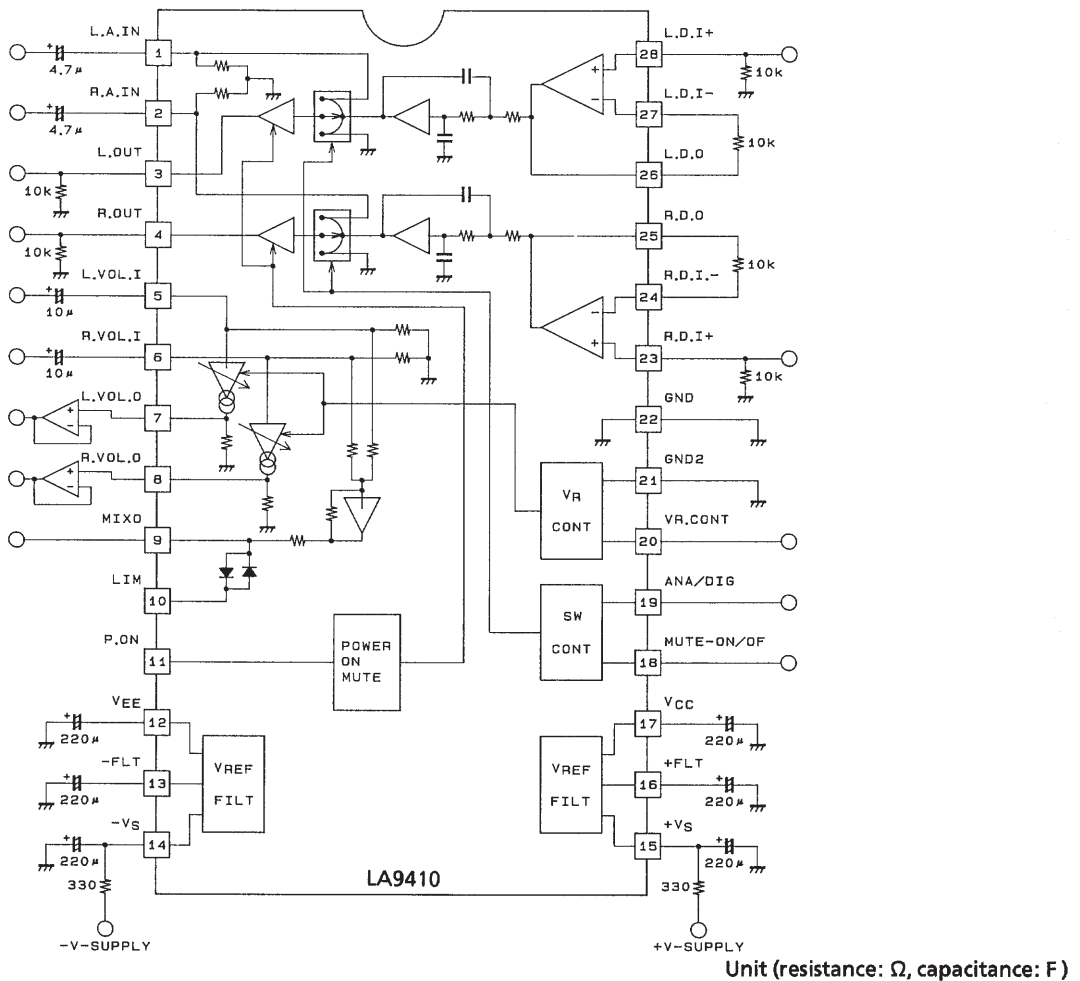 L.A.IN
+
4.7μ
1
R.A.IN
+
4.7μ
2
L.OUT
10k
3
R.OUT
10k
4
L.VOL.I
+
10μ
5
R.VOL.I
+
10μ
6
L.VOL.O
+
−
7
R.VOL.O
+
−
8
MIXO
9
LIM
10
P.ON
11
POWER
ON
MUTE
VEE
+
220μ
12
-FLT
+
220μ
13
-VS
+
220μ
14
330
-V-SUPPLY
VREF
FILT
L.D.I+
28
10k
+
−
L.D.I-
27
10k
L.D.O
26
R.D.O
25
10k
R.D.I.-
24
−
+
R.D.I+
23
10k
GND
22
GND2
21
VR
CONT
VR.CONT
20
ANA/DIG
19
SW
CONT
MUTE-ON/OF
18
VCC
17
+
220μ
VREF
FILT
+FLT
16
+
220μ
+VS
15
+
220μ
330
+V-SUPPLY
LA9410
Unit (resistance: Ω, capacitance: F )